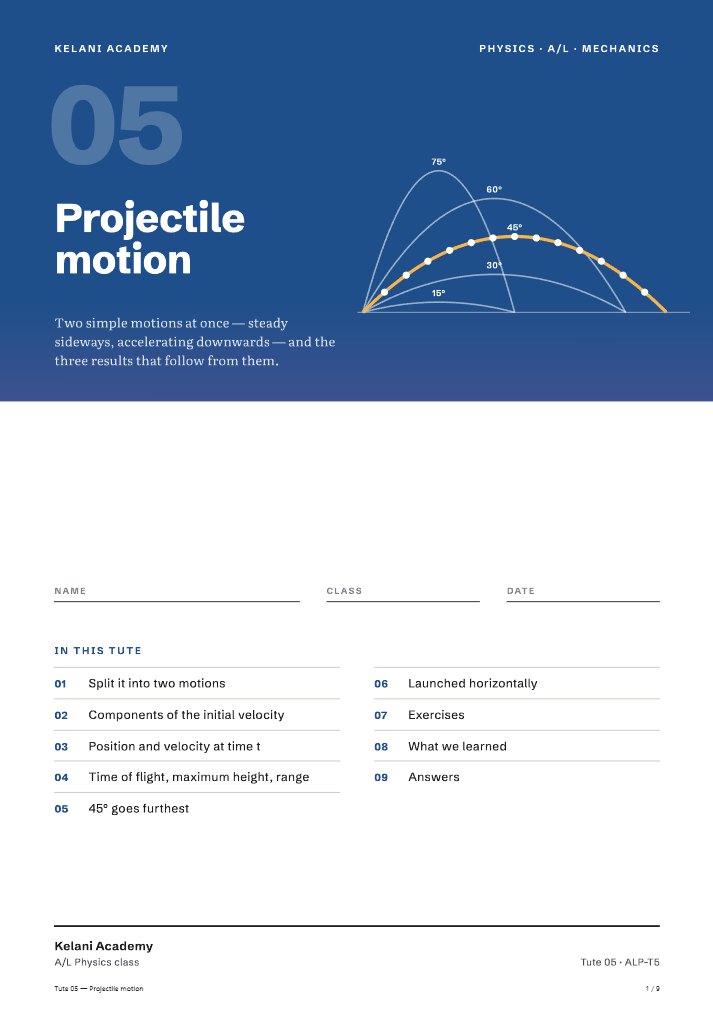 KELANI ACADEMY
PHYSICS · A/L · MECHANICS
05
Projectile
motion
75°
60°
45°
30°
15°
Two simple motions at once — steady
sideways, accelerating downwards — and the
three results that follow from them.
NAME
CLASS
DATE
IN THIS TUTE
01 Split it into two motions
02 Components of the initial velocity
03 Position and velocity at time t
04 Time of flight, maximum height, range
05 45° goes furthest
06 Launched horizontally
07 Exercises
08 What we learned
09 Answers
Kelani Academy
A/L Physics class
Tute 05 · ALP-T5
Tute 05 — Projectile motion
1 / 9